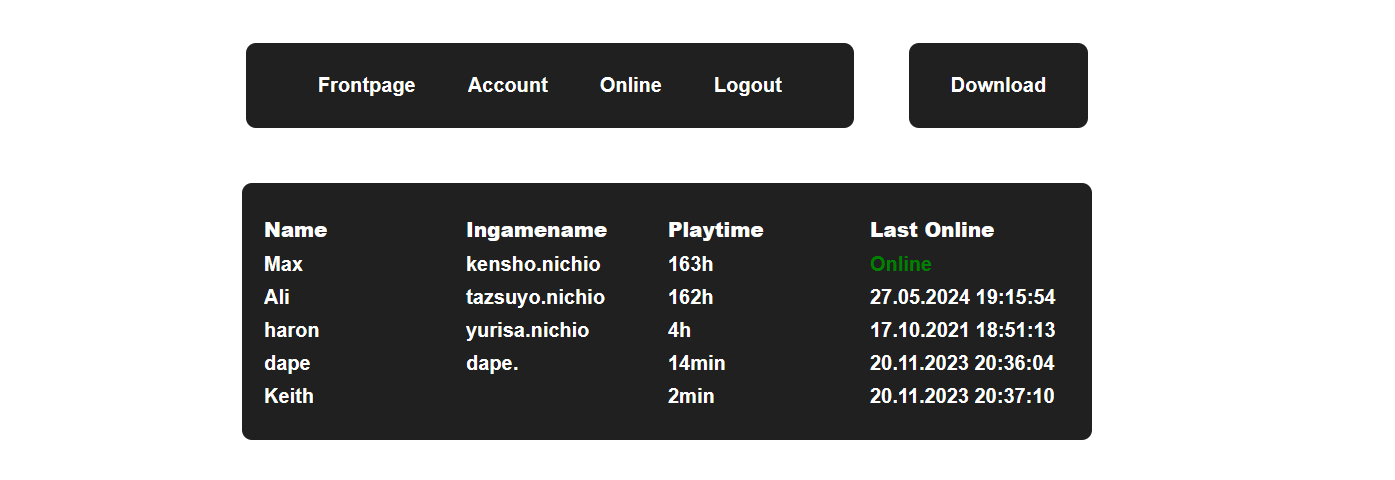 Frontpage Account Online Logout Download
Name Ingamename Playtime Last Online
Max kensho.nichio 163h Online
Ali tazsuyo.nichio 162h 27.05.2024 19:15:54
haron yurisa.nichio 4h 17.10.2021 18:51:13
dape dape. 14min 20.11.2023 20:36:04
Keith 2min 20.11.2023 20:37:10